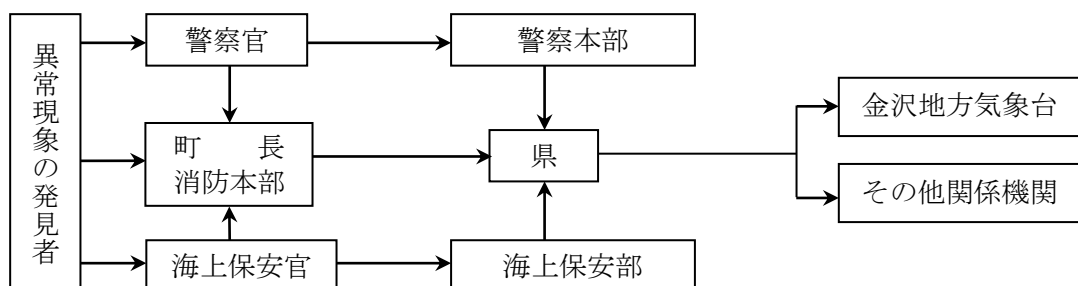 異常現象の発見者
警察官
警察本部
町　　長
消防本部
県
海上保安官
海上保安部
金沢地方気象台
その他関係機関